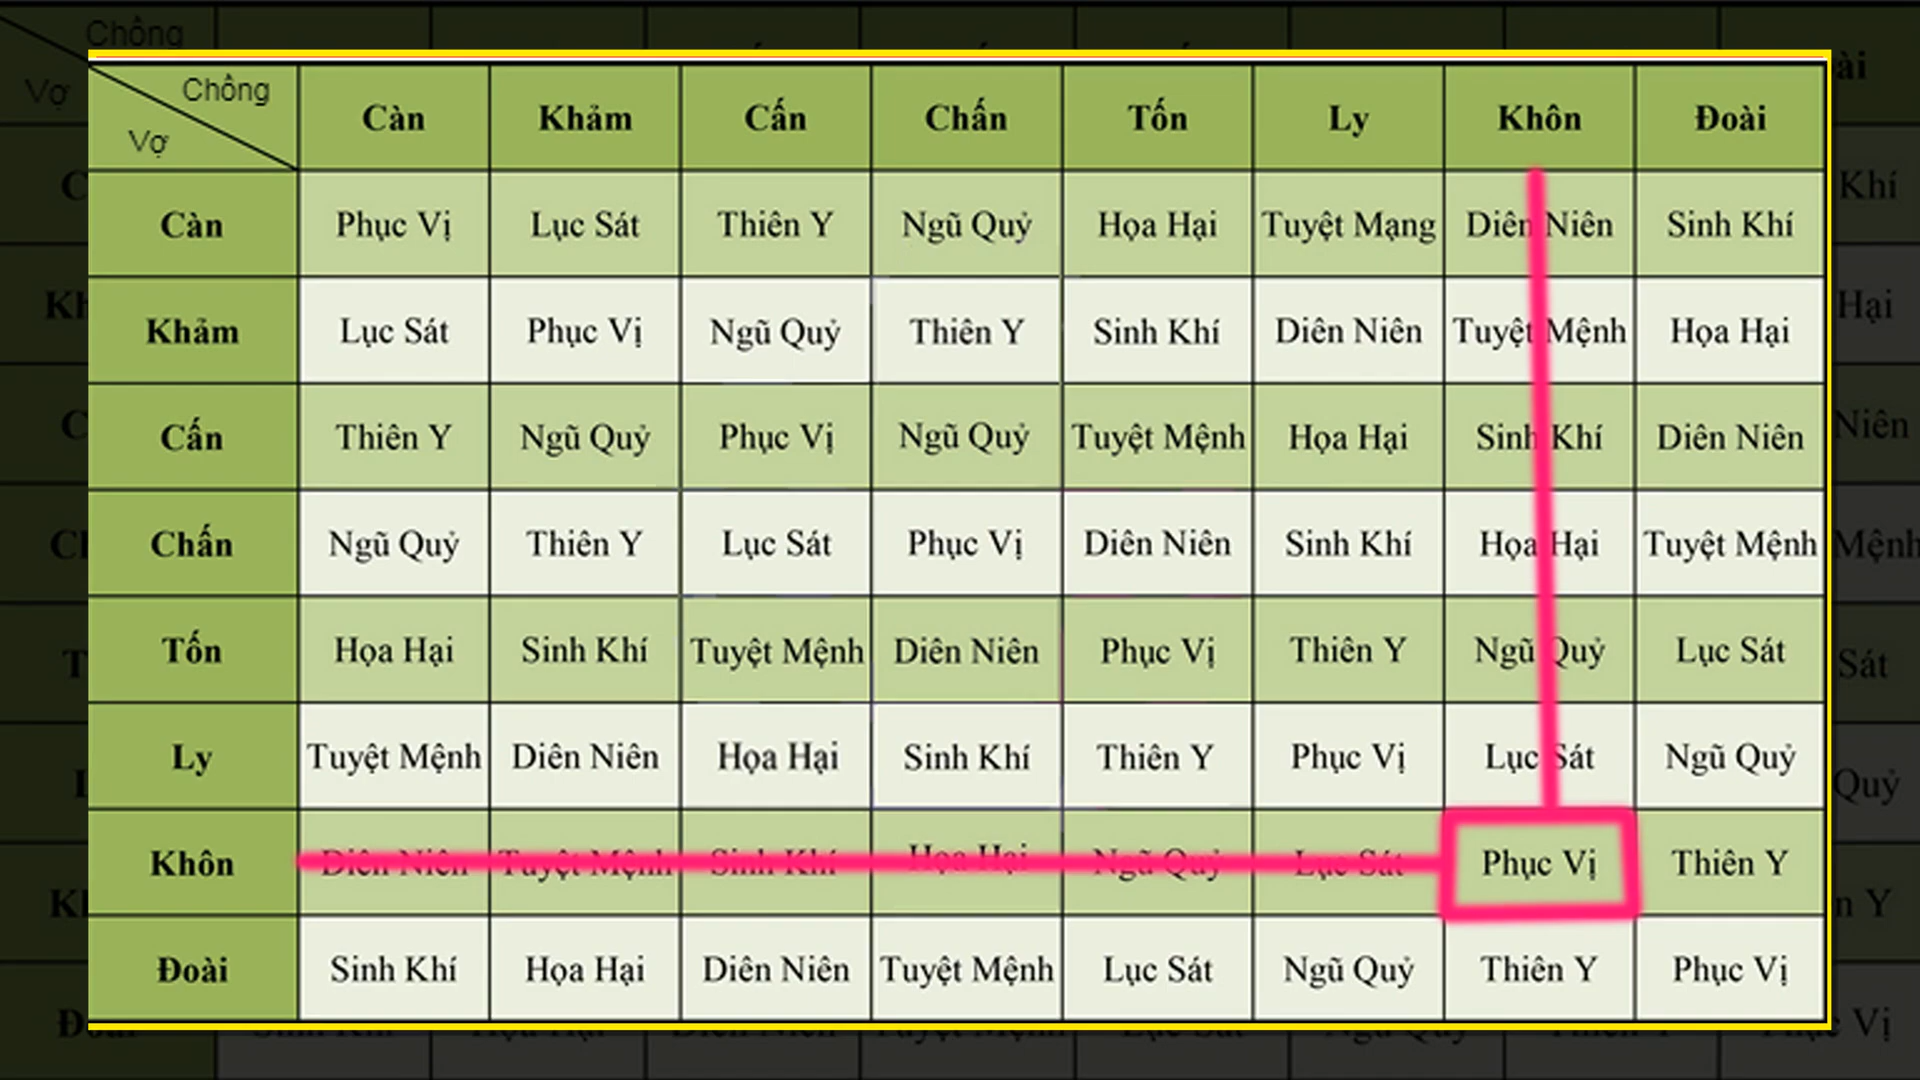 Chồng
Vợ
Càn Khảm Cấn Chấn Tốn Ly Khôn Đoài
Càn Phục Vị Lục Sát Thiên Y Ngũ Quỷ Họa Hại Tuyệt Mạng Diên Niên Sinh Khí
Khảm Lục Sát Phục Vị Ngũ Quỷ Thiên Y Sinh Khí Diên Niên Tuyệt Mệnh Họa Hại
Cấn Thiên Y Ngũ Quỷ Phục Vị Ngũ Quỷ Tuyệt Mệnh Họa Hại Sinh Khí Diên Niên
Chấn Ngũ Quỷ Thiên Y Lục Sát Phục Vị Diên Niên Sinh Khí Họa Hại Tuyệt Mệnh
Tốn Họa Hại Sinh Khí Tuyệt Mệnh Diên Niên Phục Vị Thiên Y Ngũ Quỷ Lục Sát
Ly Tuyệt Mệnh Diên Niên Họa Hại Sinh Khí Thiên Y Phục Vị Lục Sát Ngũ Quỷ
Khôn Diên Niên Tuyệt Mệnh Sinh Khí Họa Hại Ngũ Quỷ Lục Sát Phục Vị Thiên Y
Đoài Sinh Khí Họa Hại Diên Niên Tuyệt Mệnh Lục Sát Ngũ Quỷ Thiên Y Phục Vị